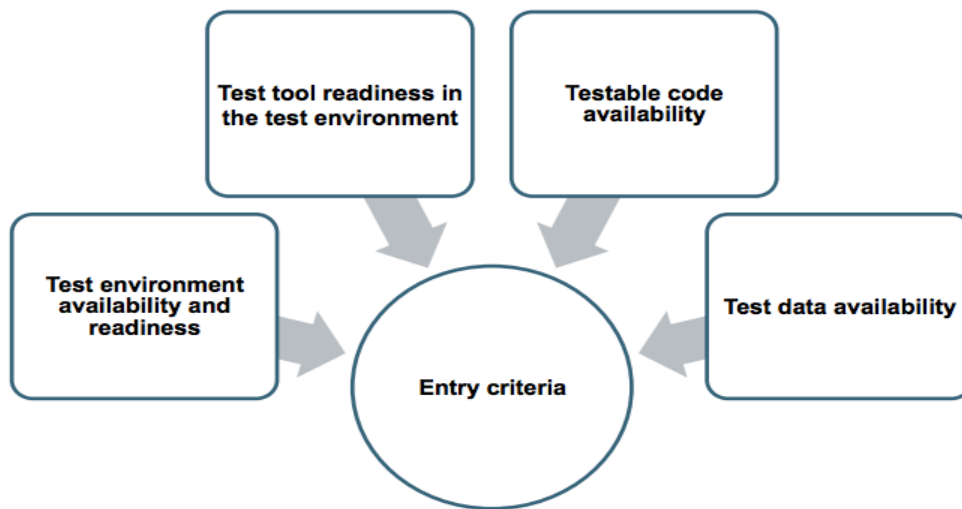 Test tool readiness in
the test environment
Testable code
availability
Test environment
availability and
readiness
Test data availability
Entry criteria